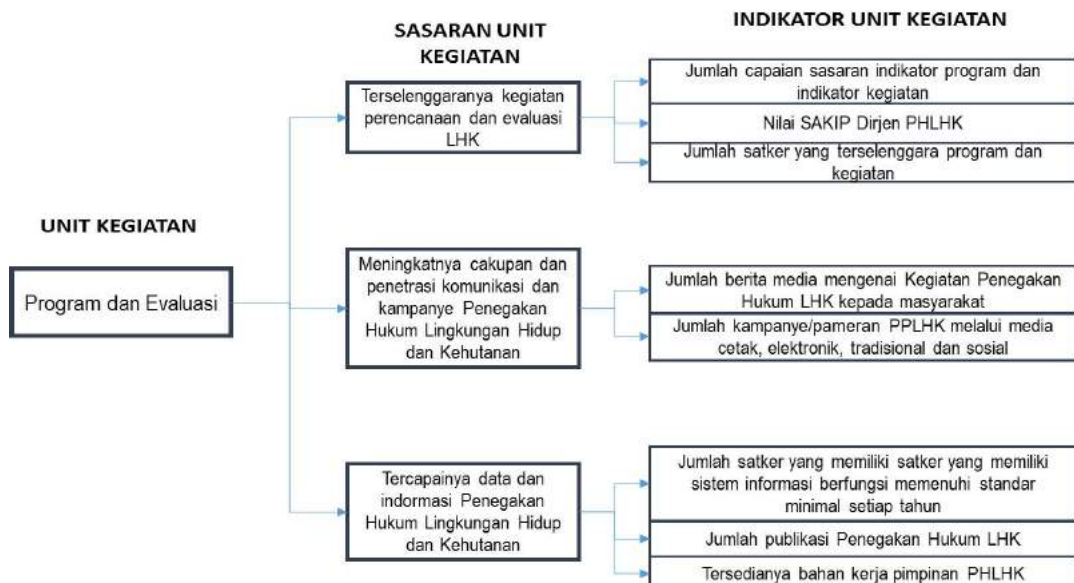 INDIKATOR UNIT KEGIATAN
SASARAN UNIT
KEGIATAN
Jumlah capaian sasaran indikator program dan
indikator kegiatan
Terselenggaranya kegiatan
perencanaan dan evaluasi
LHK
Nilai SAKIP Dirjen PHLHK
Jumlah satker yang terselenggara program dan
kegiatan
UNIT KEGIATAN
Program dan Evaluasi
Meningkatnya cakupan dan
penetrasi komunikasi dan
kampanye Penegakan
Hukum Lingkungan Hidup
dan Kehutanan
Jumlah berita media mengenai Kegiatan Penegakan
Hukum LHK kepada masyarakat
Jumlah kampanye/pameran PPLHK melalui media
cetak, elektronik, tradisional dan sosial
Tercapainya data dan
indormasi Penegakan
Hukum Lingkungan Hidup
dan Kehutanan
Jumlah satker yang memiliki satker yang memiliki
sistem informasi berfungsi memenuhi standar
minimal setiap tahun
Jumlah publikasi Penegakan Hukum LHK
Tersedianya bahan kerja pimpinan PHLHK